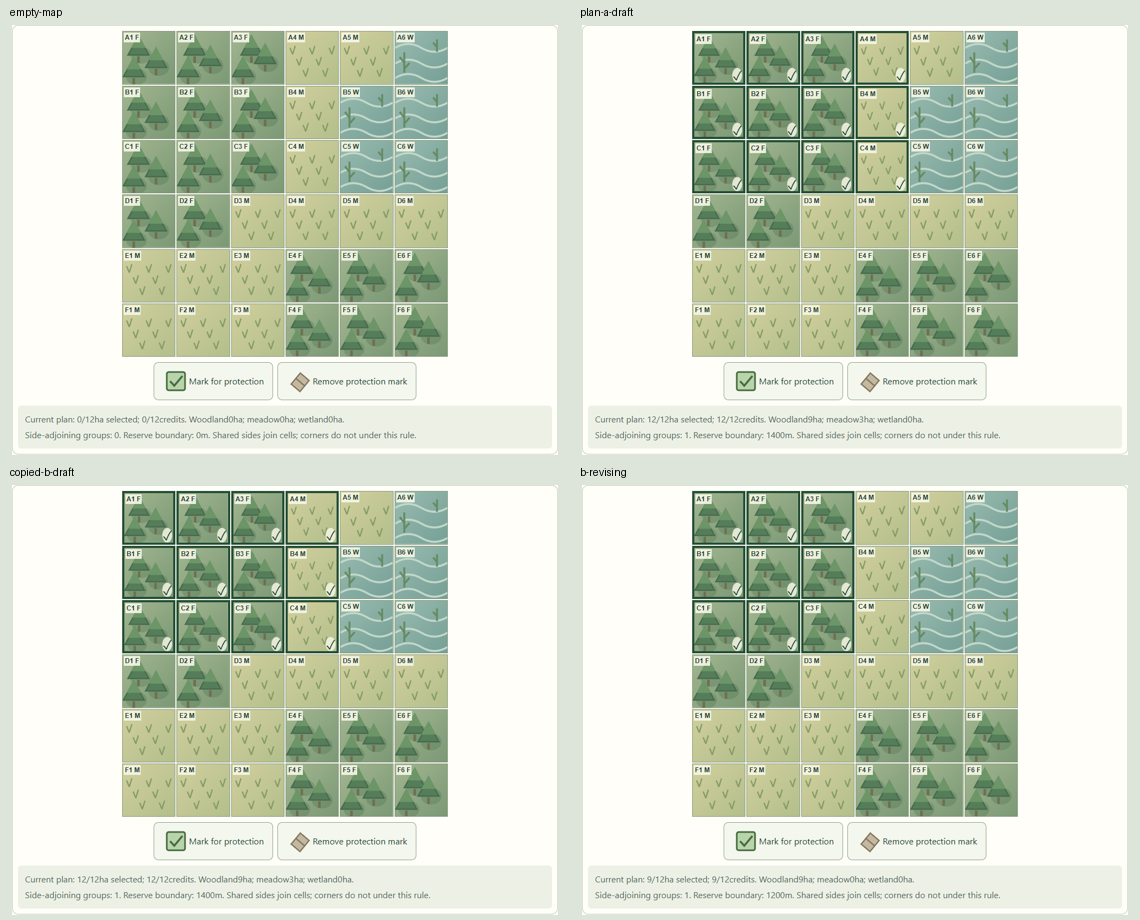 empty-map
A1 F A2 F A3 F A4 M A5 M A6 W
B1 F B2 F B3 F B4 M B5 W B6 W
C1 F C2 F C3 F C4 M C5 W C6 W
D1 F D2 F D3 M D4 M D5 M D6 M
E1 M E2 M E3 M E4 F E5 F E6 F
F1 M F2 M F3 M F4 F F5 F F6 F
Mark for protection
Remove protection mark
Current plan: 0/12ha selected; 0/12credits. Woodland0ha; meadow0ha; wetland0ha.
Side-adjoining groups: 0. Reserve boundary: 0m. Shared sides join cells; corners do not under this rule.
plan-a-draft
A1 F A2 F A3 F A4 M A5 M A6 W
B1 F B2 F B3 F B4 M B5 W B6 W
C1 F C2 F C3 F C4 M C5 W C6 W
D1 F D2 F D3 M D4 M D5 M D6 M
E1 M E2 M E3 M E4 F E5 F E6 F
F1 M F2 M F3 M F4 F F5 F F6 F
Mark for protection
Remove protection mark
Current plan: 12/12ha selected; 12/12credits. Woodland9ha; meadow3ha; wetland0ha.
Side-adjoining groups: 1. Reserve boundary: 1400m. Shared sides join cells; corners do not under this rule.
copied-b-draft
A1 F A2 F A3 F A4 M A5 M A6 W
B1 F B2 F B3 F B4 M B5 W B6 W
C1 F C2 F C3 F C4 M C5 W C6 W
D1 F D2 F D3 M D4 M D5 M D6 M
E1 M E2 M E3 M E4 F E5 F E6 F
F1 M F2 M F3 M F4 F F5 F F6 F
Mark for protection
Remove protection mark
Current plan: 12/12ha selected; 12/12credits. Woodland9ha; meadow3ha; wetland0ha.
Side-adjoining groups: 1. Reserve boundary: 1400m. Shared sides join cells; corners do not under this rule.
b-revising
A1 F A2 F A3 F A4 M A5 M A6 W
B1 F B2 F B3 F B4 M B5 W B6 W
C1 F C2 F C3 F C4 M C5 W C6 W
D1 F D2 F D3 M D4 M D5 M D6 M
E1 M E2 M E3 M E4 F E5 F E6 F
F1 M F2 M F3 M F4 F F5 F F6 F
Mark for protection
Remove protection mark
Current plan: 9/12ha selected; 9/12credits. Woodland9ha; meadow0ha; wetland0ha.
Side-adjoining groups: 1. Reserve boundary: 1200m. Shared sides join cells; corners do not under this rule.